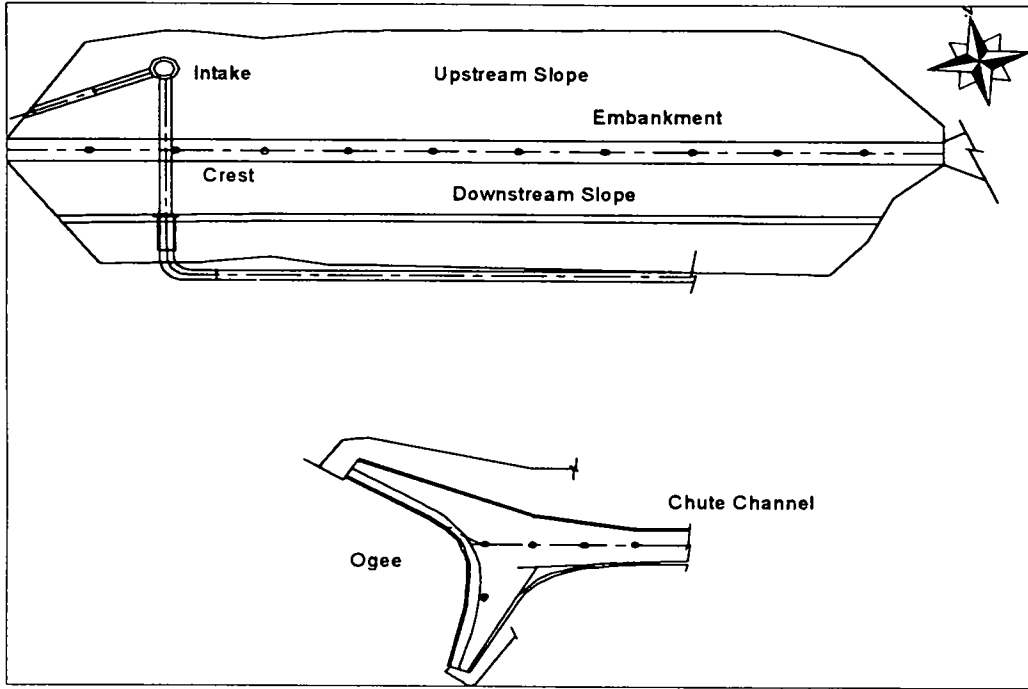 Intake
Upstream Slope
Embankment
Crest
Downstream Slope
Chute Channel
Ogee